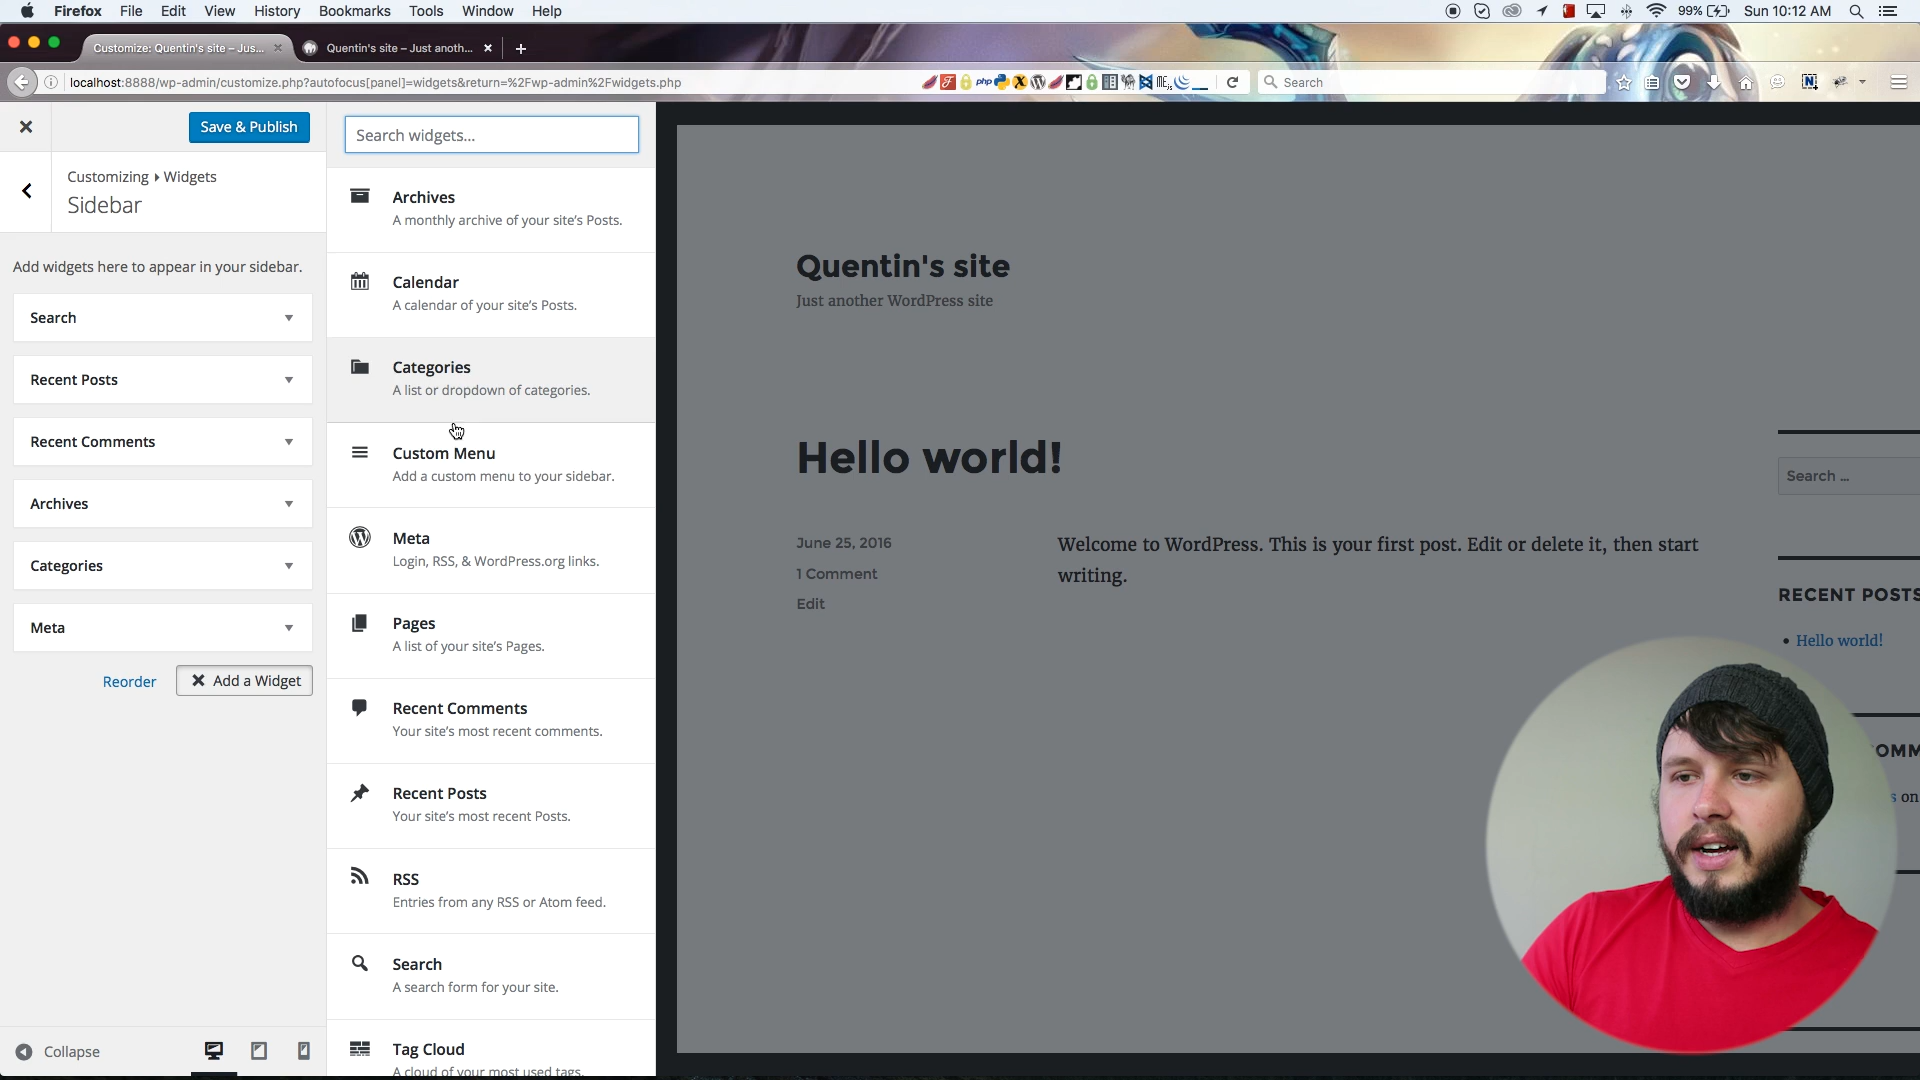 Firefox File Edit View History Bookmarks Tools Window Help
99% Sun 10:12 AM
Customize: Quentin's site – Jus...
Quentin's site – Just anoth...
localhost:8888/wp-admin/customize.php?autofocus[panel]=widgets&return=%2Fwp-admin%2Fwidgets.php
php
Search
Save & Publish
Customizing ▸ Widgets
Sidebar
Add widgets here to appear in your sidebar.
Search
Recent Posts
Recent Comments
Archives
Categories
Meta
Reorder
Add a Widget
Collapse
Search widgets...
Archives
A monthly archive of your site's Posts.
Calendar
A calendar of your site's Posts.
Categories
A list or dropdown of categories.
Custom Menu
Add a custom menu to your sidebar.
Meta
Login, RSS, & WordPress.org links.
Pages
A list of your site's Pages.
Recent Comments
Your site's most recent comments.
Recent Posts
Your site's most recent Posts.
RSS
Entries from any RSS or Atom feed.
Search
A search form for your site.
Tag Cloud
A cloud of your most used tags.
Quentin's site
Just another WordPress site
Hello world!
June 25, 2016
1 Comment
Edit
Welcome to WordPress. This is your first post. Edit or delete it, then start
writing.
Search ...
RECENT POSTS
Hello world!
OMM
s on